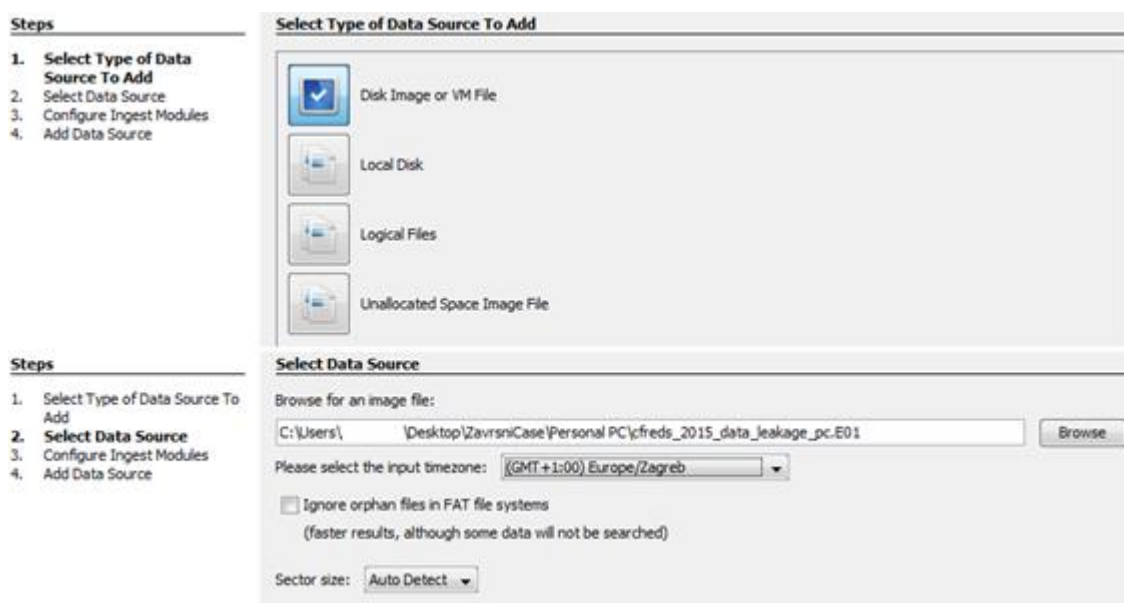 Steps
1. Select Type of Data
Source To Add
2. Select Data Source
3. Configure Ingest Modules
4. Add Data Source
Select Type of Data Source To Add
Disk Image or VM File
Local Disk
Logical Files
Unallocated Space Image File
Steps
1. Select Type of Data Source To
Add
2. Select Data Source
3. Configure Ingest Modules
4. Add Data Source
Select Data Source
Browse for an image file:
C:\Users\ \Desktop\ZavrsniCase\Personal PC\cfreds_2015_data_leakage_pc.E01 Browse
Please select the input timezone: (GMT+1:00) Europe/Zagreb
Ignore orphan files in FAT file systems
(faster results, although some data will not be searched)
Sector size: Auto Detect